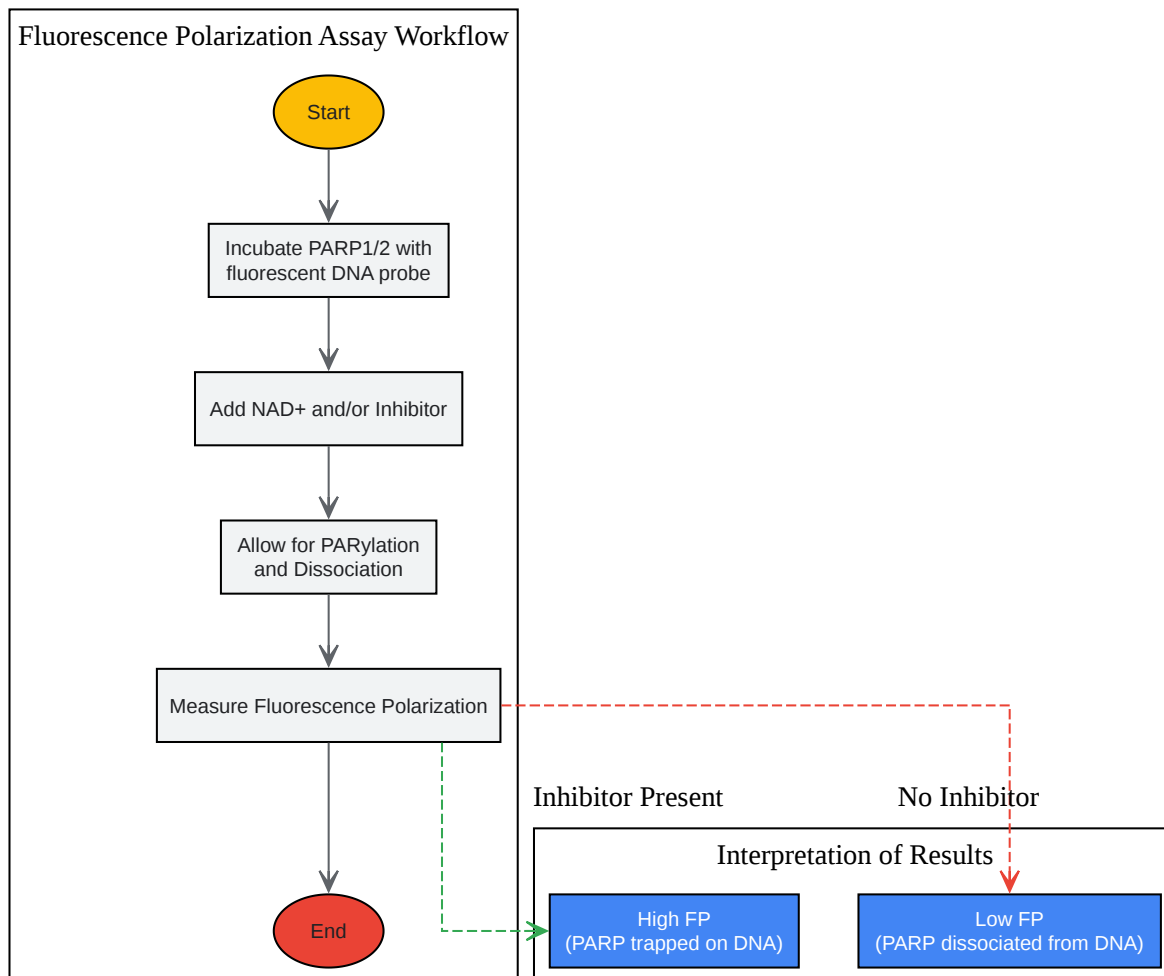 Fluorescence Polarization Assay Workflow
Start
Incubate PARP1/2 with
fluorescent DNA probe
Add NAD+ and/or Inhibitor
Allow for PARylation
and Dissociation
Measure Fluorescence Polarization
Inhibitor Present
No Inhibitor
Interpretation of Results
End
High FP
(PARP trapped on DNA)
Low FP
(PARP dissociated from DNA)